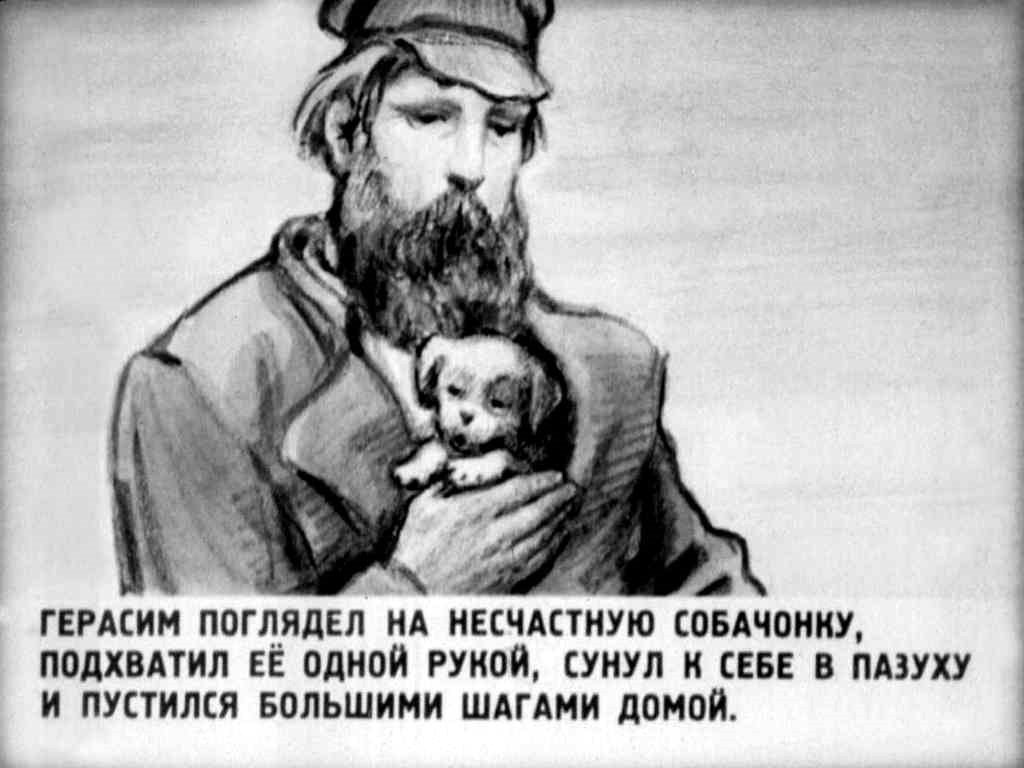 ГЕРАСИМ ПОГЛЯДЕЛ НА НЕСЧАСТНУЮ СОБАЧОНКУ,
ПОДХВАТИЛ ЕЁ ОДНОЙ РУКОЙ, СУНУЛ К СЕБЕ В ПАЗУХУ
И ПУСТИЛСЯ БОЛЬШИМИ ШАГАМИ ДОМОЙ.